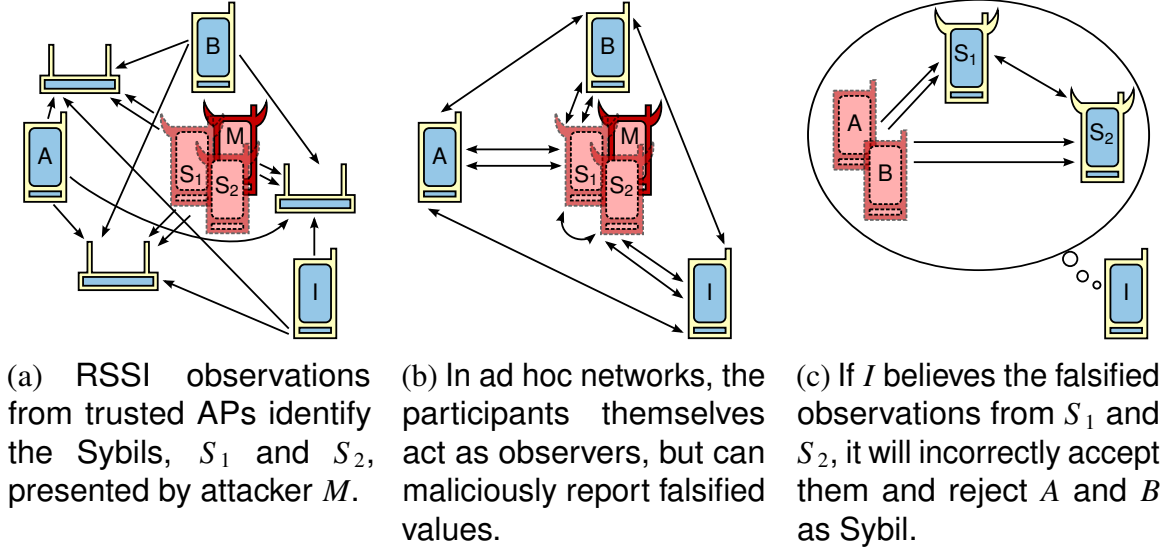 B
A
M
S1
S2
I
(a) RSSI observations
from trusted APs identify
the Sybils, S1 and S2,
presented by attacker M.
B
A
M
S1
S2
I
(b) In ad hoc networks, the
participants themselves
act as observers, but can
maliciously report falsified
values.
S1
A
S2
B
I
(c) If I believes the falsified
observations from S1 and
S2, it will incorrectly accept
them and reject A and B
as Sybil.